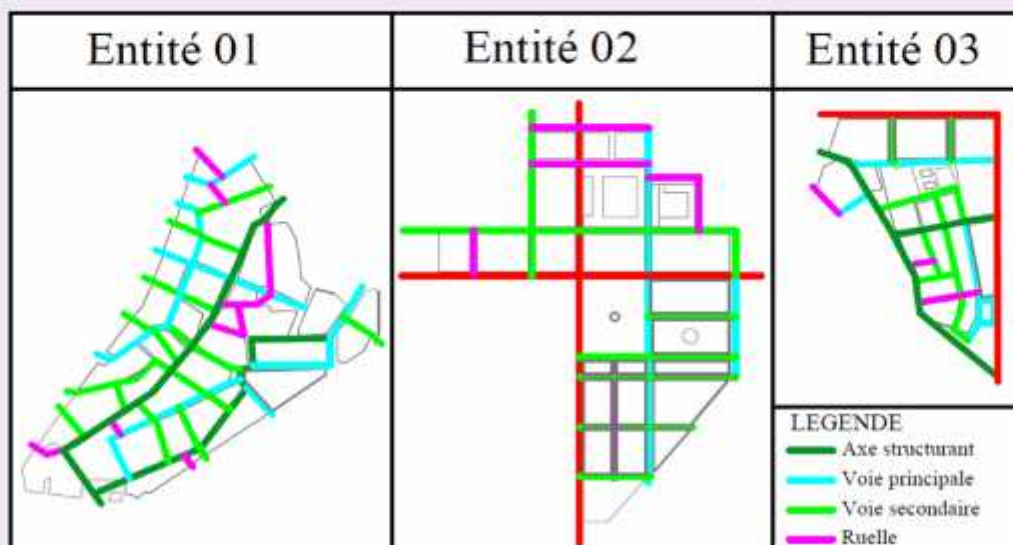 Entité 01
Entité 02
Entité 03
LEGENDE
Axe structurant
Voie principale
Voie secondaire
Ruelle